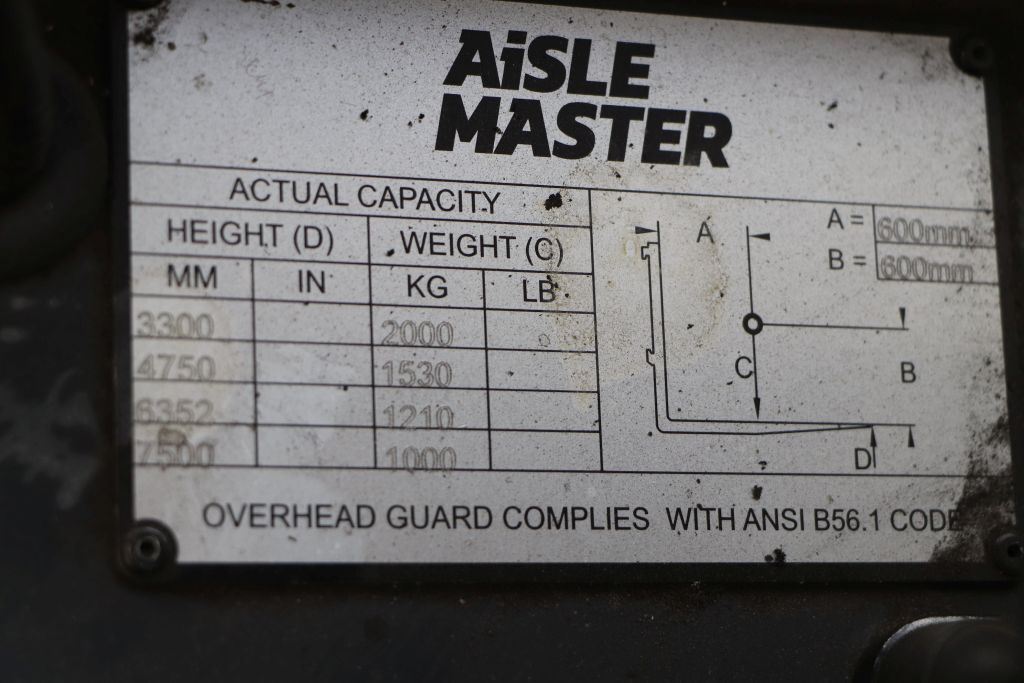 AiSLE
MASTER
ACTUAL CAPACITY
HEIGHT (D) WEIGHT (C)
MM IN KG LB
3300 2000
4750 1530
6352 1210
7500 1000
A = 600mm
B = 600mm
A
C
B
D
OVERHEAD GUARD COMPLIES WITH ANSI B56.1 CODE